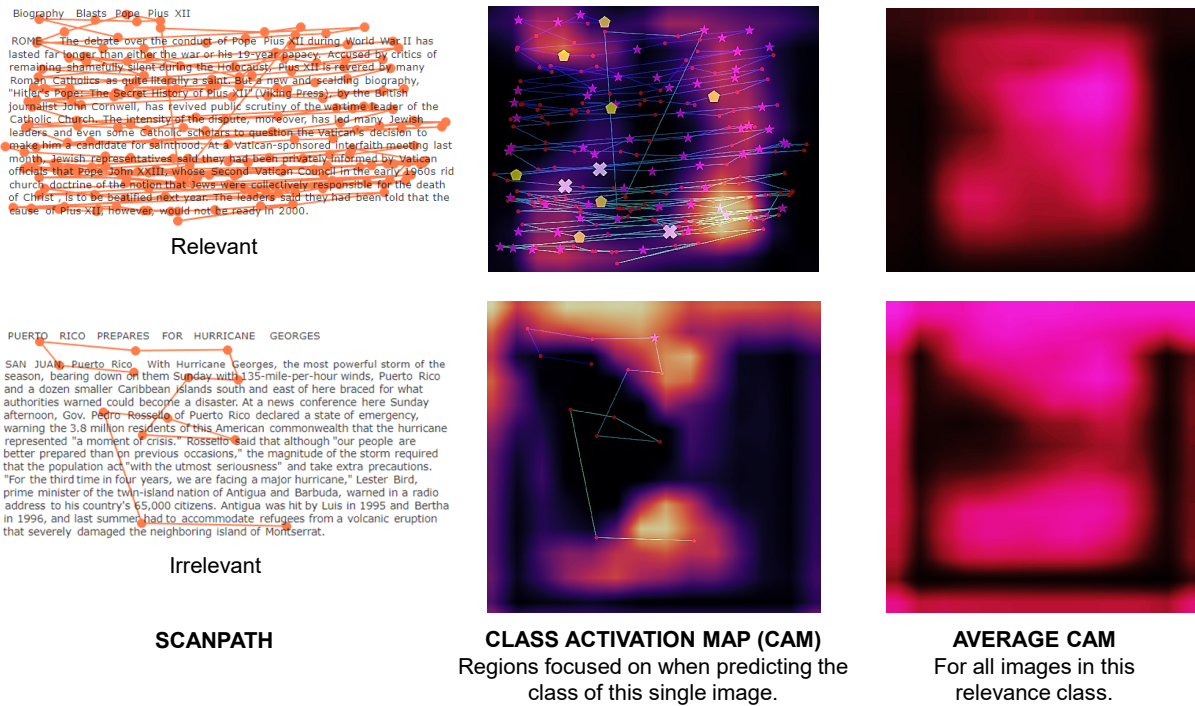 Biography Blasts Pope Pius XII
ROME The debate over the conduct of Pope Pius XII during World War II has
lasted far longer than either the war or his 19-year papacy. Accused by critics of
remaining shamefully silent during the Holocaust, Pius XII is revered by many
Roman Catholics as quite literally a saint. But a new and scalding biography,
"Hitler's Pope: The Secret History of Pius XII" (Viking Press), by the British
journalist John Cornwell, has revived public scrutiny of the wartime leader of the
Catholic Church. The intensity of the dispute, moreover, has led many Jewish
leaders and even some Catholic scholars to question the Vatican's decision to
make him a candidate for sainthood. At a Vatican-sponsored interfaith meeting last
month, Jewish representatives said they had been privately informed by Vatican
officials that Pope John XXIII, whose Second Vatican Council in the early 1960s rid
church doctrine of the notion that Jews were collectively responsible for the death
of Christ , is to be beatified next year. The leaders said they had been told that the
cause of Pius XII, however, would not be ready in 2000.
Relevant
PUERTO RICO PREPARES FOR HURRICANE GEORGES
SAN JUAN, Puerto Rico With Hurricane Georges, the most powerful storm of the
season, bearing down on them Sunday with 135-mile-per-hour winds, Puerto Rico
and a dozen smaller Caribbean islands south and east of here braced for what
authorities warned could become a disaster. At a news conference here Sunday
afternoon, Gov. Pedro Rossello of Puerto Rico declared a state of emergency,
warning the 3.8 million residents of this American commonwealth that the hurricane
represented "a moment of crisis." Rossello said that although "our people are
better prepared than on previous occasions," the magnitude of the storm required
that the population act "with the utmost seriousness" and take extra precautions.
"For the third time in four years, we are facing a major hurricane," Lester Bird,
prime minister of the twin-island nation of Antigua and Barbuda, warned in a radio
address to his country's 65,000 citizens. Antigua was hit by Luis in 1995 and Bertha
in 1996, and last summer had to accommodate refugees from a volcanic eruption
that severely damaged the neighboring island of Montserrat.
Irrelevant
SCANPATH
CLASS ACTIVATION MAP (CAM)
Regions focused on when predicting the
class of this single image.
AVERAGE CAM
For all images in this
relevance class.